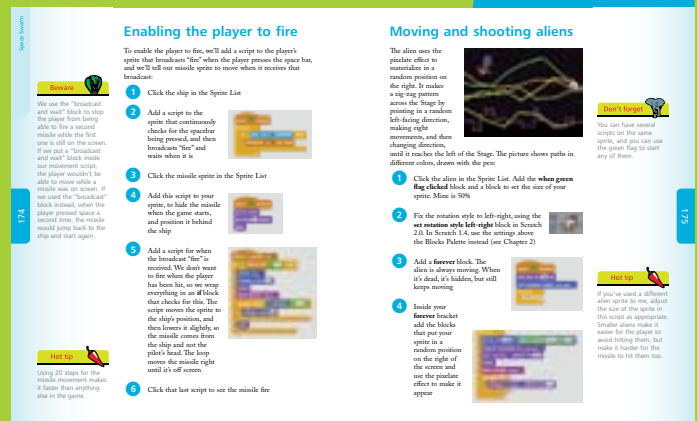 Space Swarm
Beware
We use the "broadcast
and wait" block to stop
the player from being
able to fire a second
missile while the first
one is still on the screen.
If we put a "broadcast
and wait" block inside
our movement script,
the player wouldn't be
able to move while a
missile was on screen. If
we used the "broadcast"
block instead, when the
player pressed space a
second time, the missile
would jump back to the
ship and start again.
174
Hot tip
Using 20 steps for the
missile movement makes
it faster than anything
else in the game.
Enabling the player to fire
To enable the player to fire, we'll add a script to the player's
sprite that broadcasts "fire" when the player presses the space bar,
and we'll tell our missile sprite to move when it receives that
broadcast:
1 Click the ship in the Sprite List
2 Add a script to the
sprite that continuously
checks for the spacebar
being pressed, and then
broadcasts "fire" and
waits when it is
3 Click the missile sprite in the Sprite List
4 Add this script to your
sprite, to hide the missile
when the game starts,
and position it behind
the ship
5 Add a script for when
the broadcast "fire" is
received. We don't want
to fire when the player
has been hit, so we wrap
everything in an if block
that checks for this. The
script moves the sprite to
the ship's position, and
then lowers it slightly, so
the missile comes from
the ship and not the
pilot's head. The loop
moves the missile right
until it's off screen
6 Click that last script to see the missile fire
Moving and shooting aliens
The alien uses the
pixelate effect to
materialize in a
random position on
the right. It makes
a zig-zag pattern
across the Stage by
pointing in a random
left-facing direction,
making eight
movements, and then
changing direction,
until it reaches the left of the Stage. The picture shows paths in
different colors, drawn with the pen:
1 Click the alien in the Sprite List. Add the when green
flag clicked block and a block to set the size of your
sprite. Mine is 50%
2 Fix the rotation style to left-right, using the
set rotation style left-right block in Scratch
2.0. In Scratch 1.4, use the settings above
the Blocks Palette instead (see Chapter 2)
3 Add a forever block. The
alien is always moving. When
it's dead, it's hidden, but still
keeps moving
4 Inside your
forever bracket
add the blocks
that put your
sprite in a
random position
on the right of
the screen and
use the pixelate
effect to make it
appear
Don't forget
You can have several
scripts on the same
sprite, and you can use
the green flag to start
any of them.
175
Hot tip
If you've used a different
alien sprite to me, adjust
the size of the sprite in
this script as appropriate.
Smaller aliens make it
easier for the player to
avoid hitting them, but
make it harder for the
missile to hit them too.